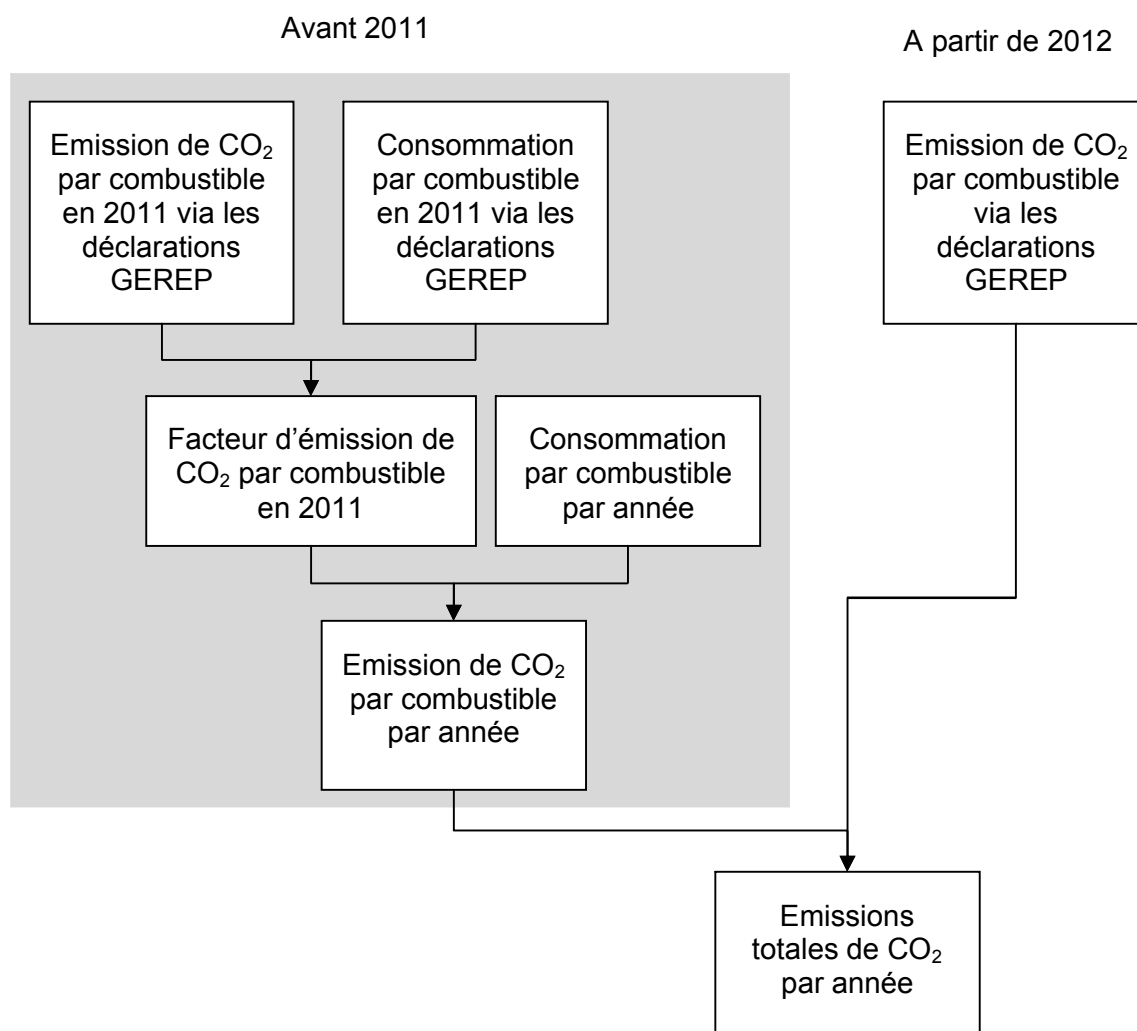 Avant 2011
A partir de 2012
Emission de CO₂
par combustible
en 2011 via les
déclarations
GEREP
Consommation
par combustible
en 2011 via les
déclarations
GEREP
Emission de CO₂
par combustible
via les
déclarations
GEREP
Facteur d’émission de
CO₂ par combustible
en 2011
Consommation
par combustible
par année
Emission de CO₂
par combustible
par année
Emissions
totales de CO₂
par année